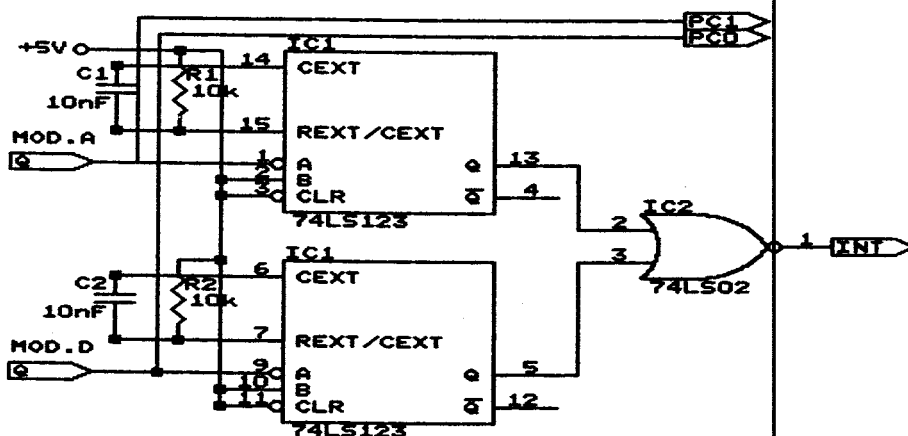 PC1
PC0
+5V
IC1
C1
10nF
R1
10k
14
CEXT
15
REXT/CEXT
MOD.A
Q
1
A
2
B
3
CLR
Q
13
Q
4
74LS123
IC2
2
3
1
INT
74LS02
IC1
C2
10nF
R2
10k
6
CEXT
7
REXT/CEXT
MOD.D
Q
9
A
10
B
11
CLR
Q
5
Q
12
74LS123